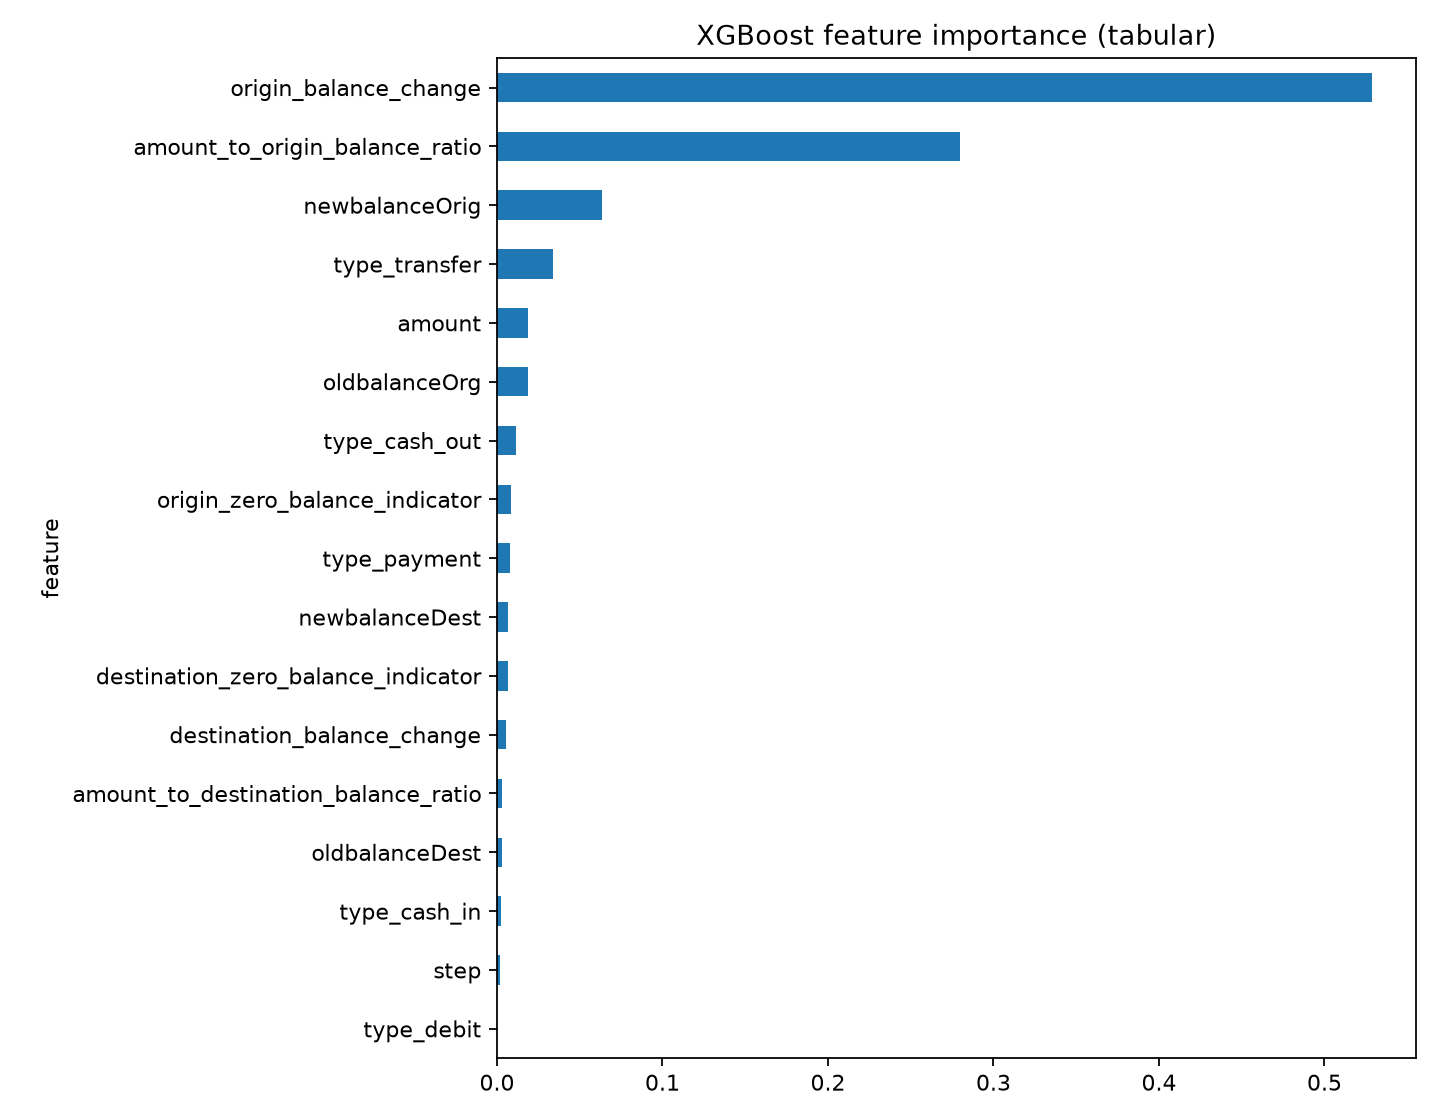 XGBoost feature importance (tabular)
origin_balance_change
amount_to_origin_balance_ratio
newbalanceOrig
type_transfer
amount
oldbalanceOrg
type_cash_out
origin_zero_balance_indicator
type_payment
newbalanceDest
destination_zero_balance_indicator
destination_balance_change
amount_to_destination_balance_ratio
oldbalanceDest
type_cash_in
step
type_debit
feature
0.0 0.1 0.2 0.3 0.4 0.5